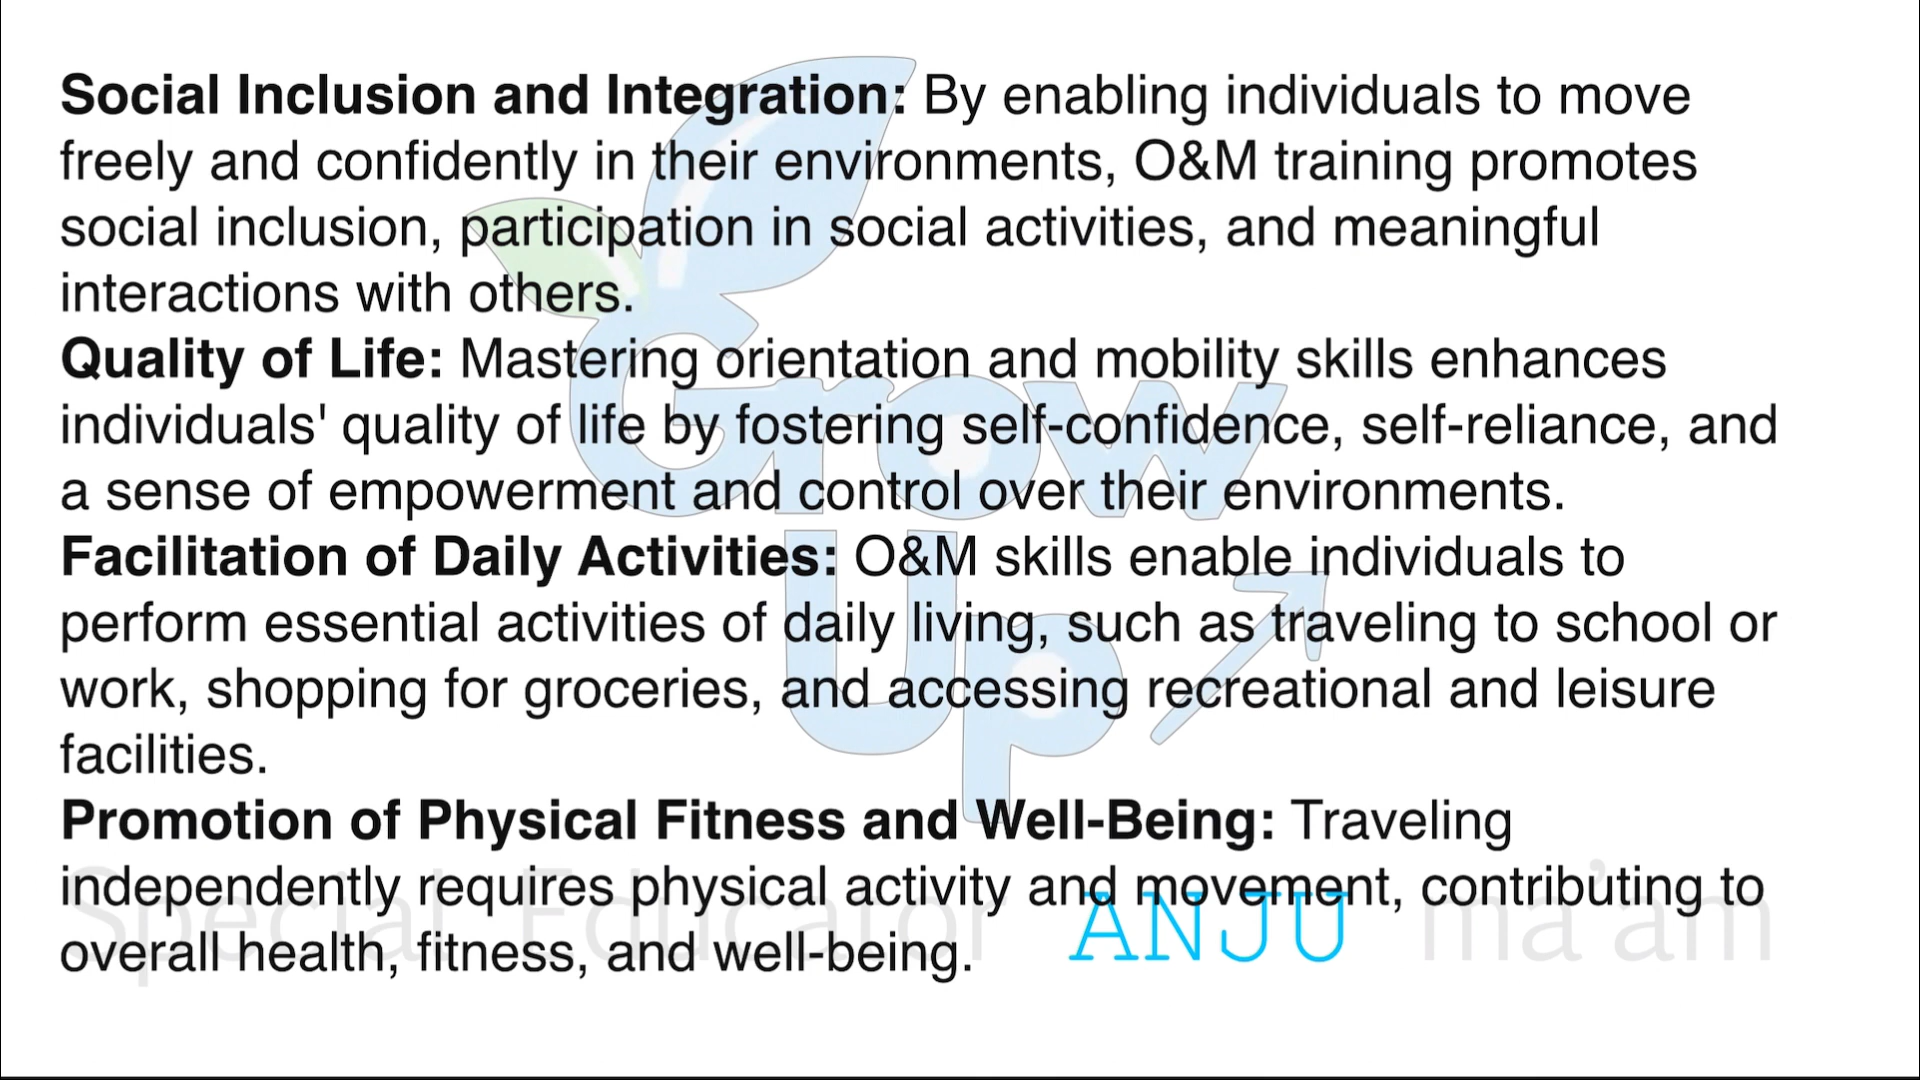 Social Inclusion and Integration: By enabling individuals to move
freely and confidently in their environments, O&M training promotes
social inclusion, participation in social activities, and meaningful
interactions with others.
Quality of Life: Mastering orientation and mobility skills enhances
individuals' quality of life by fostering self-confidence, self-reliance, and
a sense of empowerment and control over their environments.
Facilitation of Daily Activities: O&M skills enable individuals to
perform essential activities of daily living, such as traveling to school or
work, shopping for groceries, and accessing recreational and leisure
facilities.
Promotion of Physical Fitness and Well-Being: Traveling
independently requires physical activity and movement, contributing to
overall health, fitness, and well-being.
Grow
Up
Special Educator ANJU ma'am